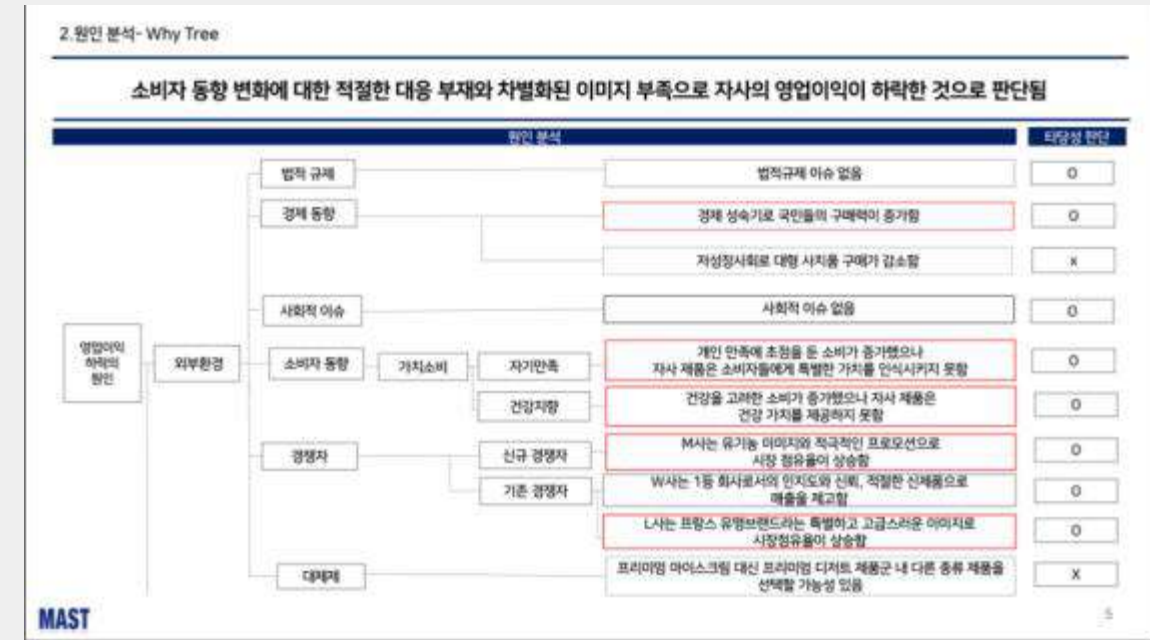 2.원인 분석- Why Tree
소비자 동향 변화에 대한 적절한 대응 부재와 차별화된 이미지 부족으로 자사의 영업이익이 하락한 것으로 판단됨
원인 분석
타당성 판단
법적 규제
법적규제 이슈 없음
O
경제 동향
경제 성숙기로 국민들의 구매력이 증가함
O
저성장사회로 대형 사치품 구매가 감소함
x
사회적 이슈
사회적 이슈 없음
O
영업이익
하락의
원인
외부환경
소비자 동향
가치소비
자기만족
개인 만족에 초점을 둔 소비가 증가했으나
자사 제품은 소비자들에게 특별한 가치를 인식시키지 못함
O
건강지향
건강을 고려한 소비가 증가했으나 자사 제품은
건강 가치를 제공하지 못함
O
경쟁자
신규 경쟁자
M사는 유기농 이미지와 적극적인 프로모션으로
시장 점유율이 상승함
O
기존 경쟁자
W사는 1등 회사로서의 인지도와 신뢰, 적절한 신제품으로
매출을 제고함
O
L사는 프랑스 유명브랜드라는 특별하고 고급스러운 이미지로
시장점유율이 상승함
O
대체제
프리미엄 아이스크림 대신 프리미엄 디저트 제품군 내 다른 종류 제품을
선택할 가능성 있음
X
MAST
5